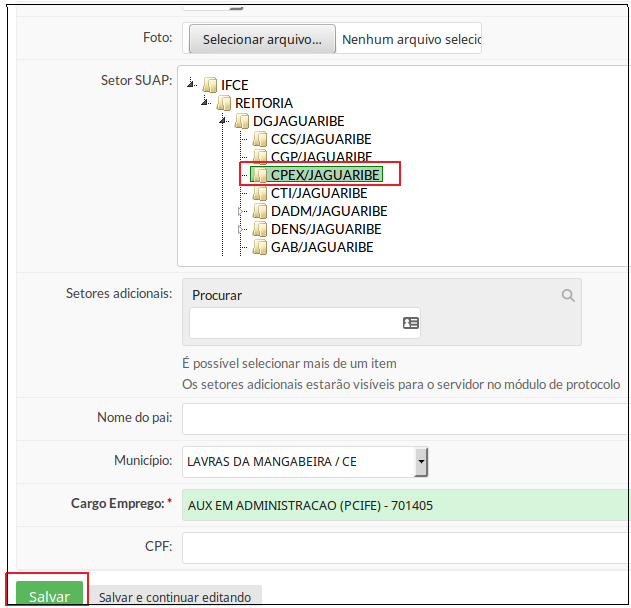 Foto: Selecionar arquivo... Nenhum arquivo selec
Setor SUAP:
IFCE
REITORIA
DGJAGUARIBE
CCS/JAGUARIBE
CGP/JAGUARIBE
CPEX/JAGUARIBE
CTI/JAGUARIBE
DADM/JAGUARIBE
DENS/JAGUARIBE
GAB/JAGUARIBE
Setores adicionais: Procurar
É possível selecionar mais de um item
Os setores adicionais estarão visíveis para o servidor no módulo de protocolo
Nome do pai:
Município: LAVRAS DA MANGABEIRA / CE
Cargo Emprego: * AUX EM ADMINISTRACAO (PCIFE) - 701405
CPF:
Salvar Salvar e continuar editando